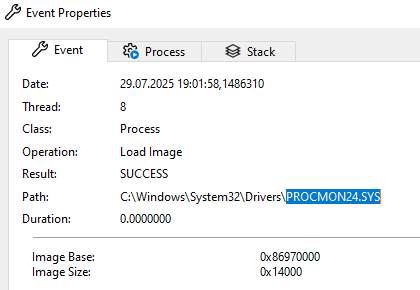 Event Properties
Event Process Stack
Date: 29.07.2025 19:01:58,1486310
Thread: 8
Class: Process
Operation: Load Image
Result: SUCCESS
Path: C:\Windows\System32\Drivers\PROCMON24.SYS
Duration: 0.0000000
Image Base: 0x86970000
Image Size: 0x14000